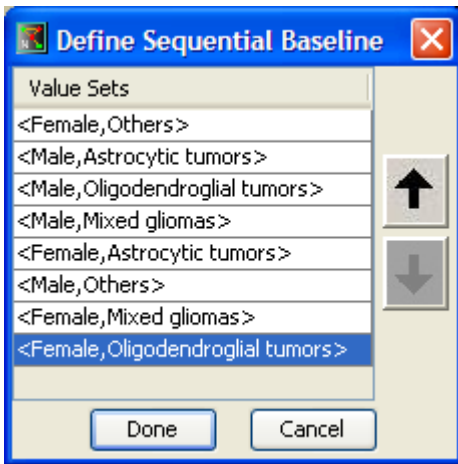 Define Sequential Baseline
Value Sets
<Female,Others>
<Male,Astrocytic tumors>
<Male,Oligodendroglial tumors>
<Male,Mixed gliomas>
<Female,Astrocytic tumors>
<Male,Others>
<Female,Mixed gliomas>
<Female,Oligodendroglial tumors>
Done Cancel